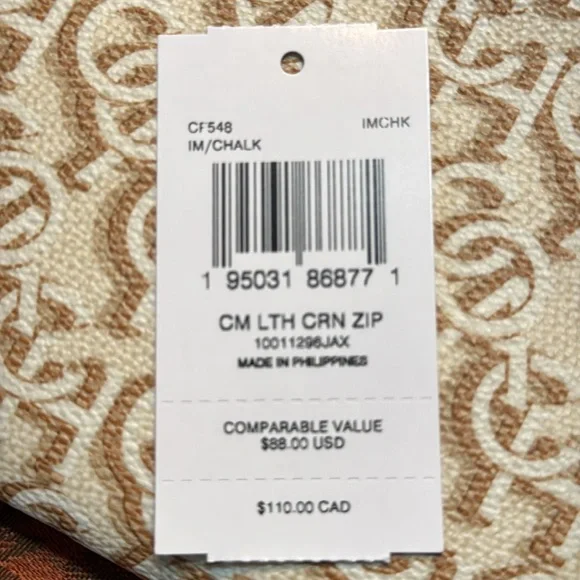 CF548 IMCHK
IM/CHALK
1 95031 86877 1
CM LTH CRN ZIP
10011296JAX
MADE IN PHILIPPINES
COMPARABLE VALUE
$88.00 USD
$110.00 CAD